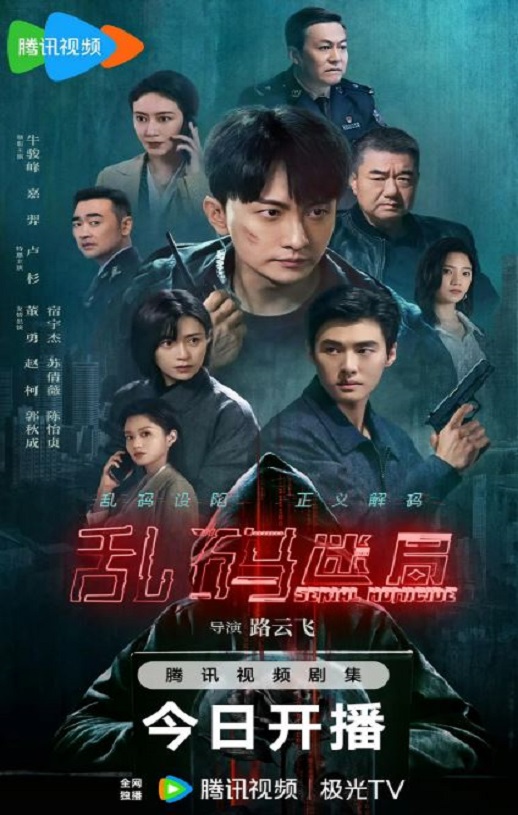 腾讯视频
领衔主演
牛骏峰
嘉羿
特邀主演
卢杉
友情出演
董勇
宿宇杰
赵柯
苏倩薇
郭秋成
陈怡贞
乱码设陷
正义解码
乱码迷局
SERIAL HOMICIDE
导演 路云飞
腾讯视频剧集
今日开播
全网独播
腾讯视频 | 极光TV